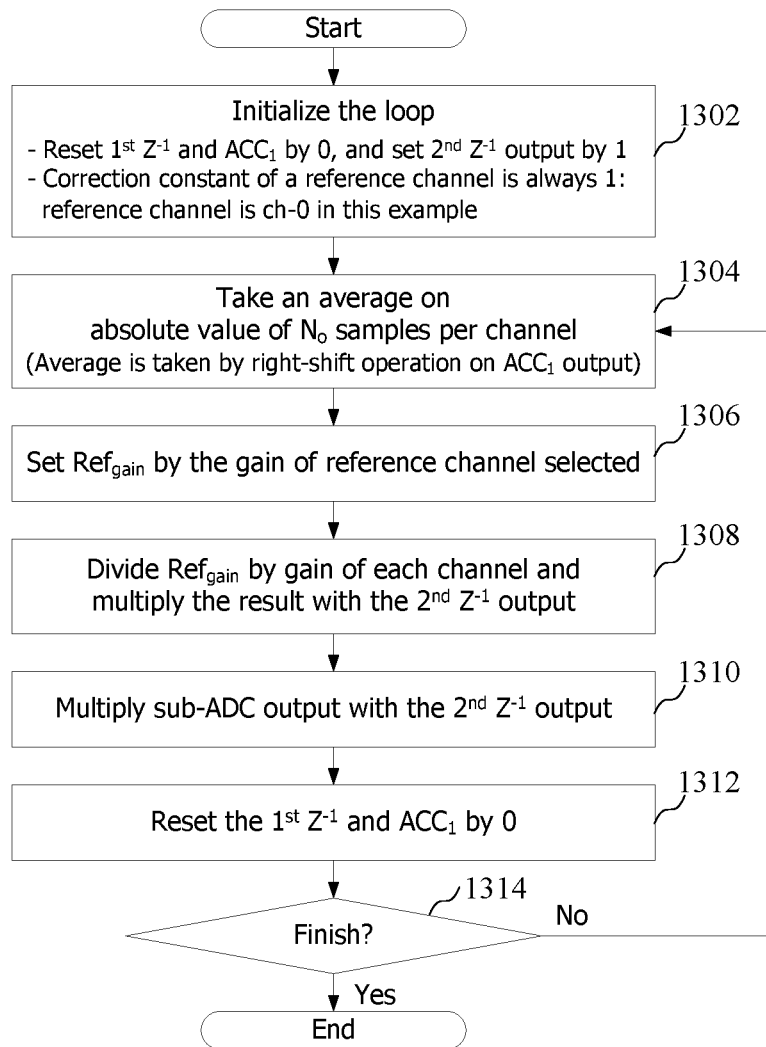 Start
Initialize the loop
- Reset 1st Z-1 and ACC1 by 0, and set 2nd Z-1 output by 1
- Correction constant of a reference channel is always 1:
reference channel is ch-0 in this example
1302
Take an average on
absolute value of No samples per channel
(Average is taken by right-shift operation on ACC1 output)
1304
Set Refgain by the gain of reference channel selected
1306
Divide Refgain by gain of each channel and
multiply the result with the 2nd Z-1 output
1308
Multiply sub-ADC output with the 2nd Z-1 output
1310
Reset the 1st Z-1 and ACC1 by 0
1312
Finish?
1314
No
Yes
End